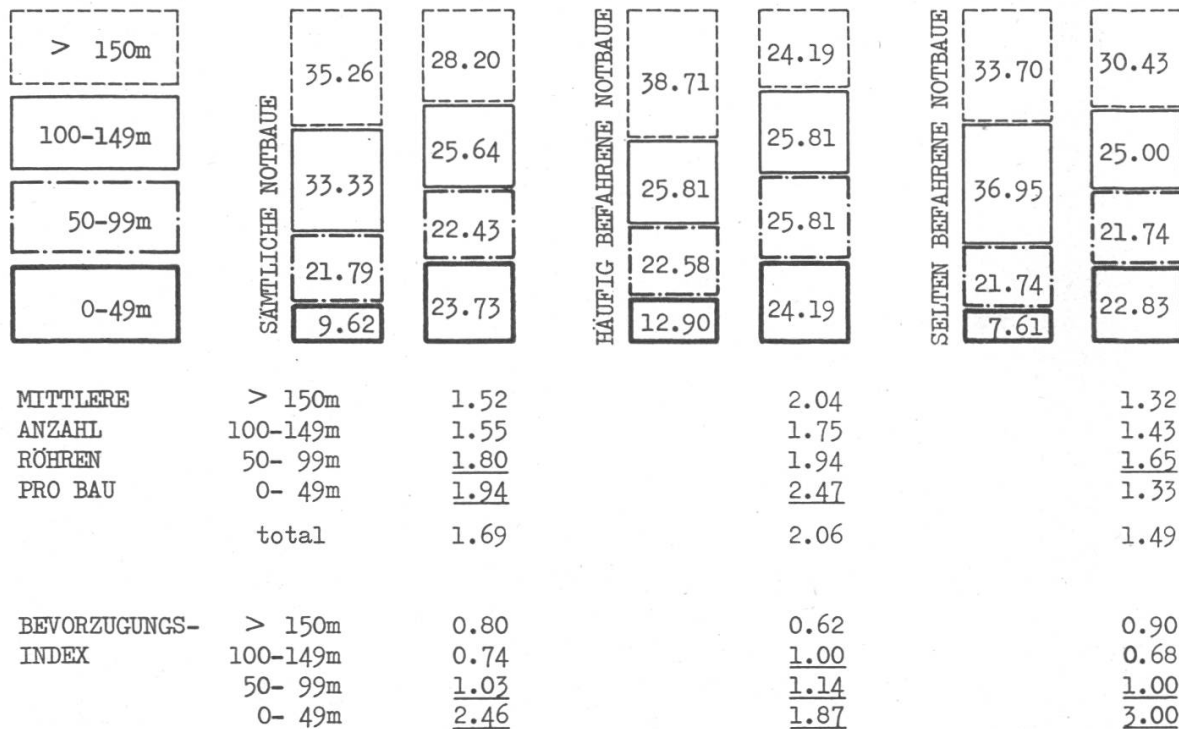 > 150m
100-149m
50-99m
0-49m
SÄMTLICHE NOTBAUE
35.26
33.33
21.79
9.62
28.20
25.64
22.43
23.73
HÄUFIG BEFAHRENE NOTBAUE
38.71
25.81
22.58
12.90
24.19
25.81
25.81
24.19
SELTEN BEFAHRENE NOTBAUE
33.70
36.95
21.74
7.61
30.43
25.00
21.74
22.83
MITTLERE > 150m 1.52 2.04 1.32
ANZAHL 100-149m 1.55 1.75 1.43
RÖHREN 50- 99m 1.80 1.94 1.65
PRO BAU 0- 49m 1.94 2.47 1.33
total 1.69 2.06 1.49
BEVORZUGUNGS- > 150m 0.80 0.62 0.90
INDEX 100-149m 0.74 1.00 0.68
50- 99m 1.03 1.14 1.00
0- 49m 2.46 1.87 3.00